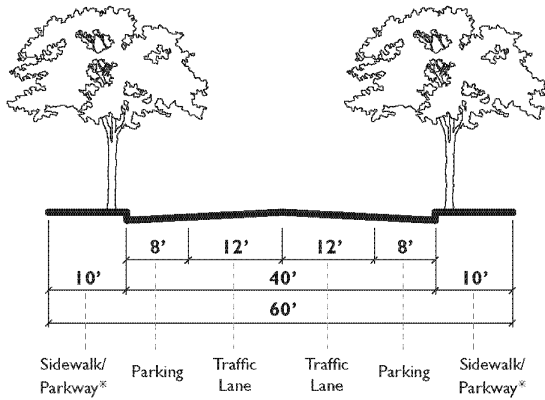 8' 12' 12' 8'
10' 40' 10'
60'
Sidewalk/ Parking Traffic Traffic Parking Sidewalk/
Parkway* Lane Lane Parkway*